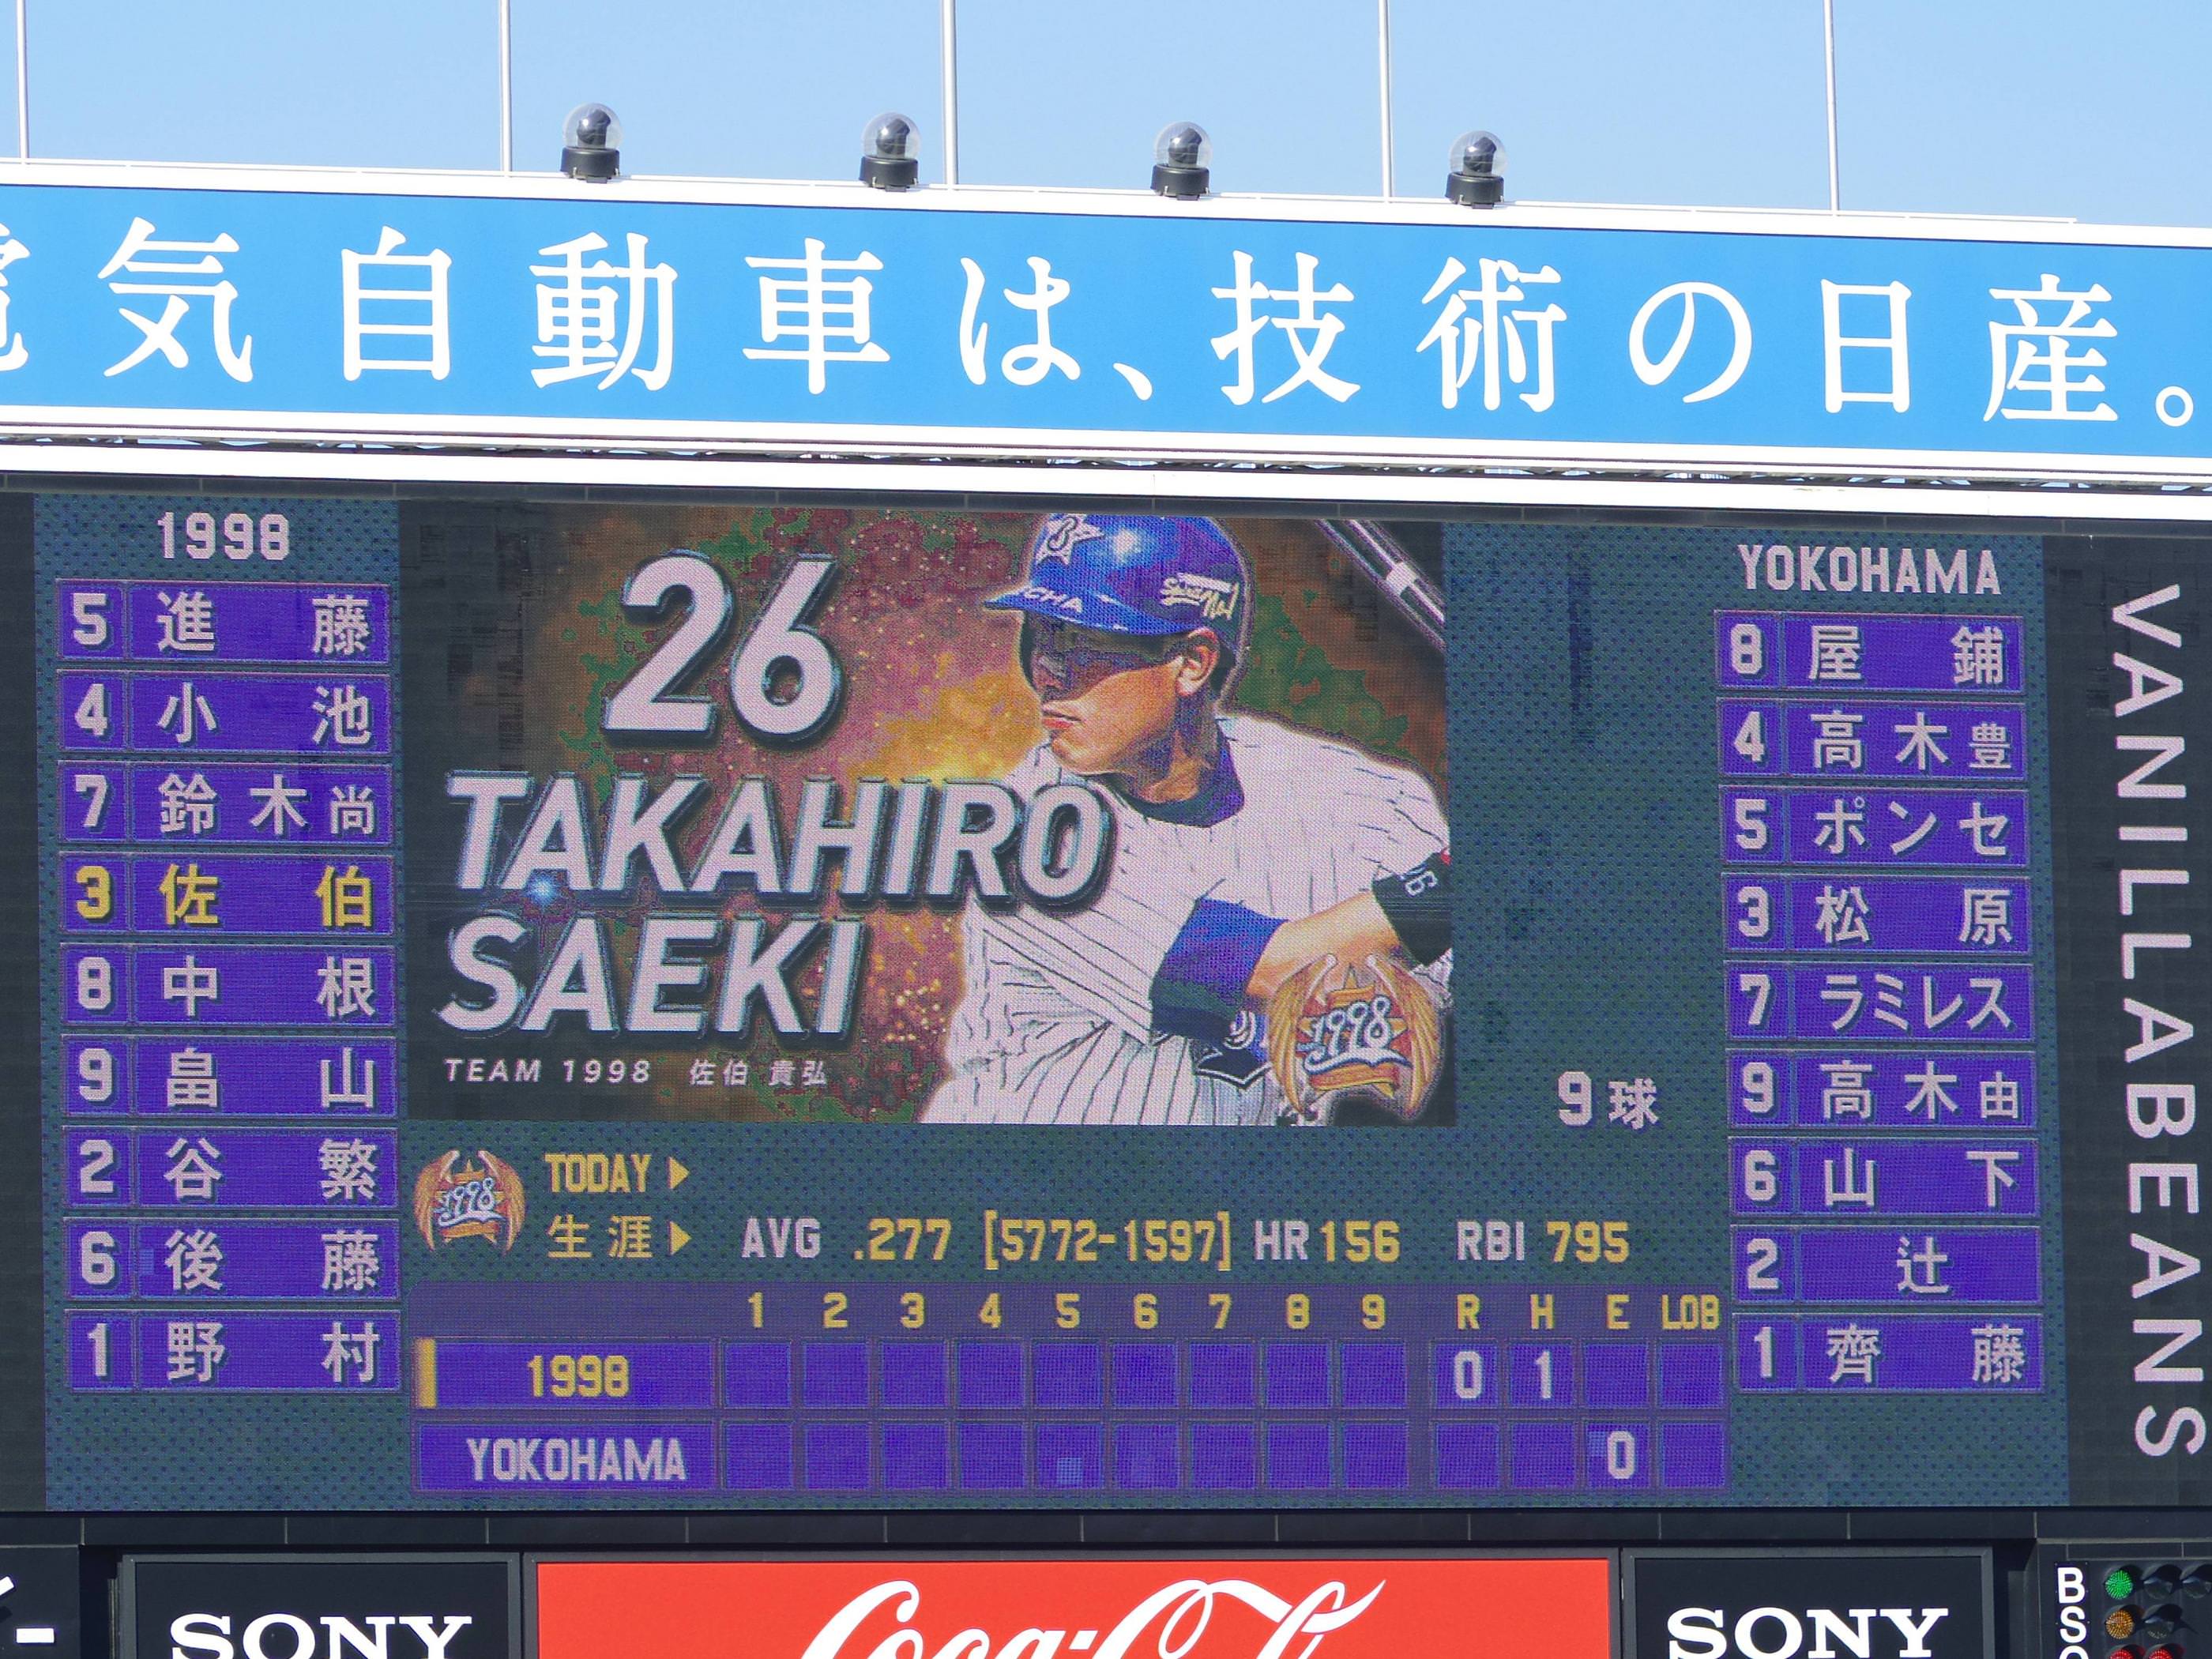 気自動車は、技術の日産。
1998
5 進藤
4 小池
7 鈴木尚
3 佐伯
8 中根
9 畠山
2 谷繁
6 後藤
1 野村
26
TAKAHIRO
SAEKI
TEAM 1998 佐伯 貴弘
1998
9球
1998
TODAY ▶
生涯 ▶ AVG .277 [5772-1597] HR 156 RBI 795
1 2 3 4 5 6 7 8 9 R H E LOB
1998 0 1
YOKOHAMA 0
YOKOHAMA
8 屋鋪
4 高木豊
5 ポンセ
3 松原
7 ラミレス
9 高木由
6 山下
2 辻
1 齊藤
VANILLABEANS
SONY
Coca-Cola
SONY
B
S